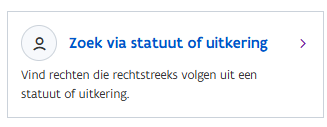 Zoek via statuut of uitkering
Vind rechten die rechtstreeks volgen uit een
statuut of uitkering.